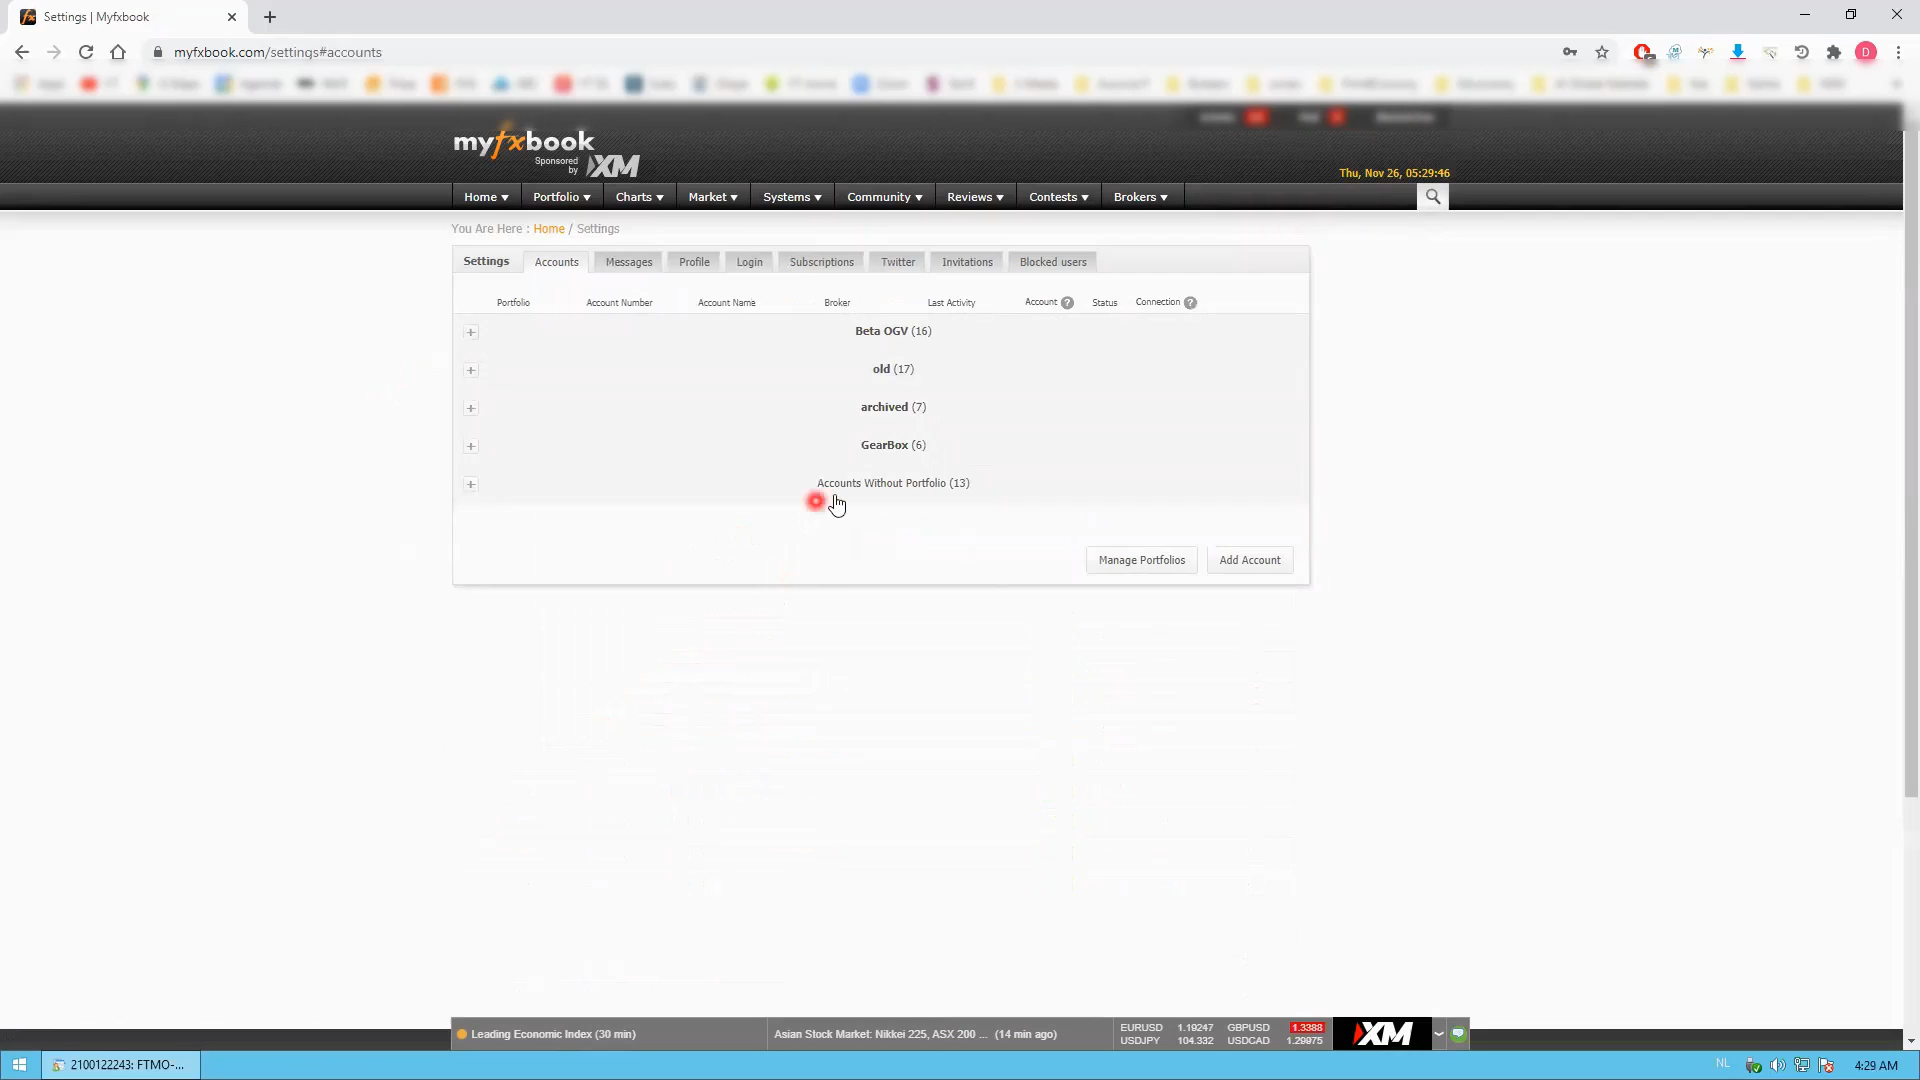 Settings | Myfxbook
myfxbook.com/settings#accounts
D
myfxbook
Sponsored
by XM
Thu, Nov 26, 05:29:46
Home Portfolio Charts Market Systems Community Reviews Contests Brokers
You Are Here : Home / Settings
Settings Accounts Messages Profile Login Subscriptions Twitter Invitations Blocked users
Portfolio Account Number Account Name Broker Last Activity Account ? Status Connection ?
Beta OGV (16)
old (17)
archived (7)
GearBox (6)
Accounts Without Portfolio (13)
Manage Portfolios Add Account
Leading Economic Index (30 min) Asian Stock Market: Nikkei 225, ASX 200 ... (14 min ago)
EURUSD 1.19247 GBPUSD 1.3388
USDJPY 104.332 USDCAD 1.29975
XM
2100122243: FTMO-...
NL
4:29 AM